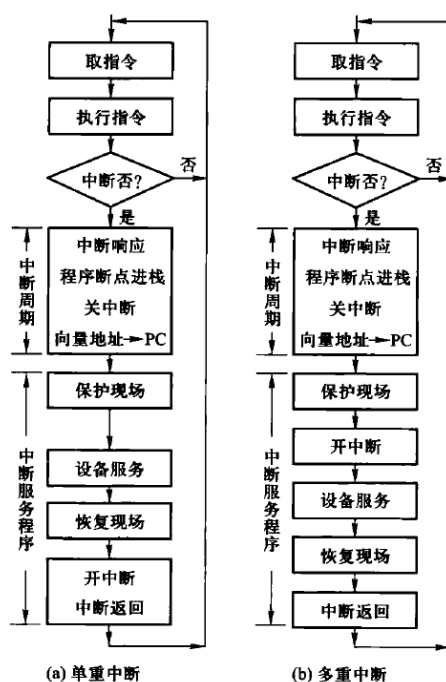 取指令
执行指令
中断否?
否
是
中断周期
中断响应
程序断点进栈
关中断
向量地址→PC
中断服务程序
保护现场
设备服务
恢复现场
开中断
中断返回
(a) 单重中断
取指令
执行指令
中断否?
否
是
中断周期
中断响应
程序断点进栈
关中断
向量地址→PC
中断服务程序
保护现场
开中断
设备服务
恢复现场
中断返回
(b) 多重中断